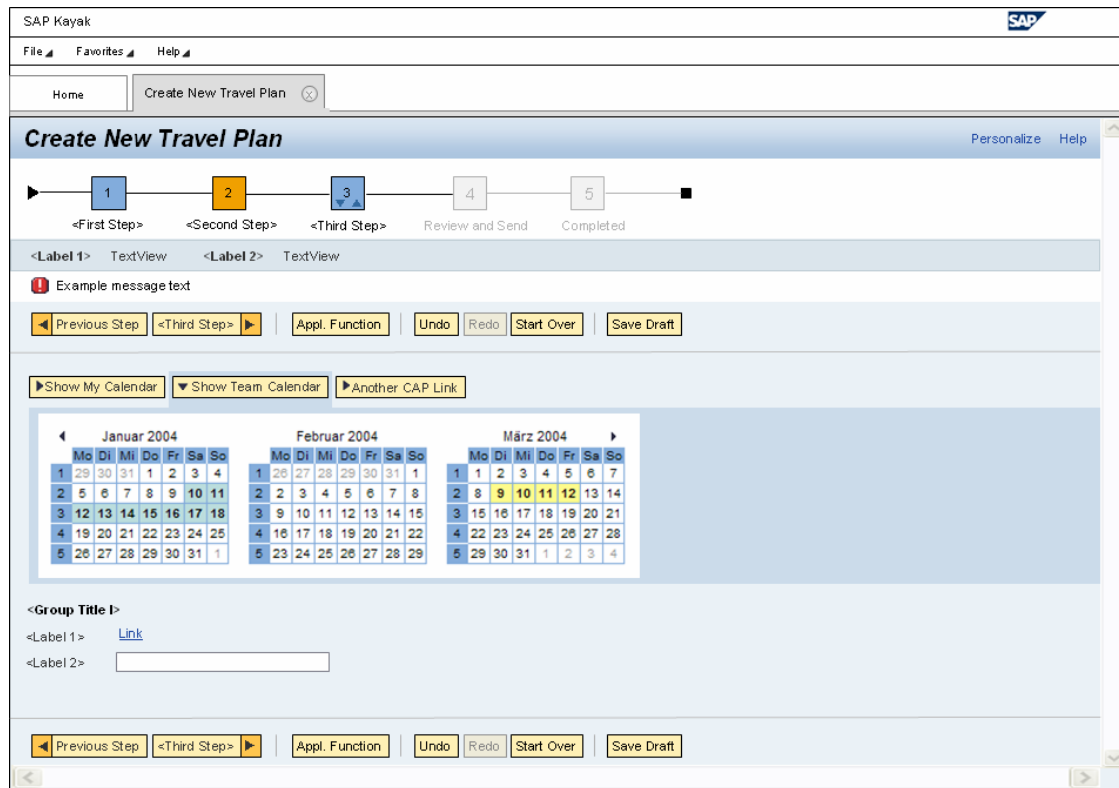 SAP Kayak SAP
File Favorites Help
Home Create New Travel Plan x
Create New Travel Plan Personalize Help
1 2 3 4 5
<First Step> <Second Step> <Third Step> Review and Send Completed
<Label 1> TextView <Label 2> TextView
! Example message text
Previous Step <Third Step> Appl. Function Undo Redo Start Over Save Draft
Show My Calendar Show Team Calendar Another CAP Link
Januar 2004 Februar 2004 März 2004
Mo Di Mi Do Fr Sa So Mo Di Mi Do Fr Sa So Mo Di Mi Do Fr Sa So
1 29 30 31 1 2 3 4 1 26 27 28 29 30 31 1 1 1 2 3 4 5 6 7
2 5 6 7 8 9 10 11 2 2 3 4 5 6 7 8 2 8 9 10 11 12 13 14
3 12 13 14 15 16 17 18 3 9 10 11 12 13 14 15 3 15 16 17 18 19 20 21
4 19 20 21 22 23 24 25 4 16 17 18 19 20 21 22 4 22 23 24 25 26 27 28
5 26 27 28 29 30 31 1 5 23 24 25 26 27 28 29 5 29 30 31 1 2 3 4
<Group Title I>
<Label 1> Link
<Label 2>
Previous Step <Third Step> Appl. Function Undo Redo Start Over Save Draft